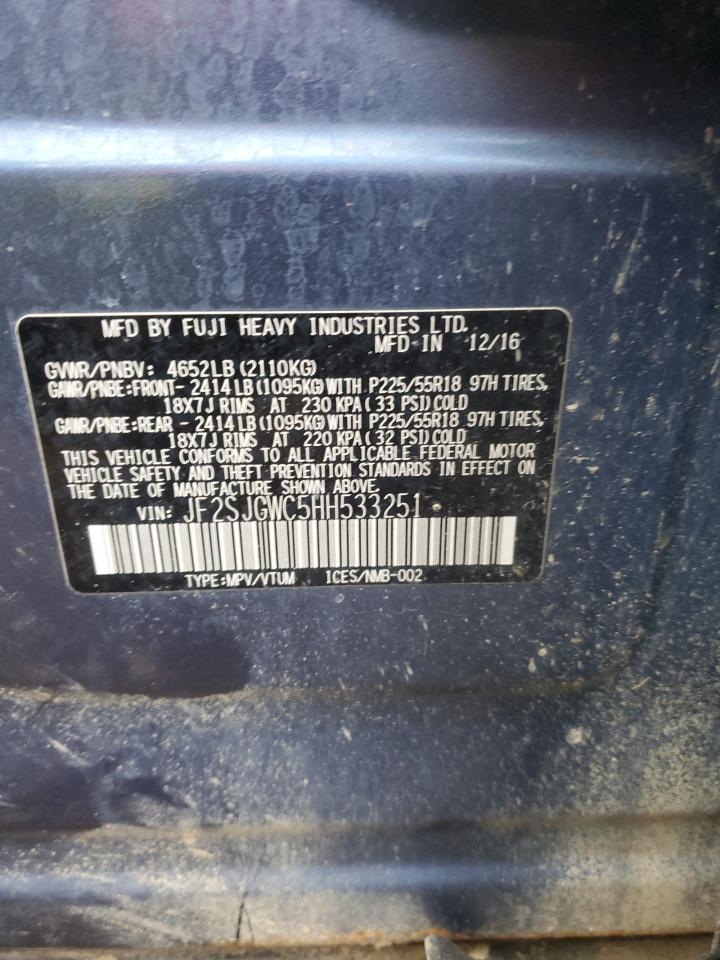 MFD BY FUJI HEAVY INDUSTRIES LTD.
MFD IN 12/16
GVWR/PNBV: 4652LB (2110KG)
GAWR/PNBE:FRONT- 2414LB (1095KG) WITH P225/55R18 97H TIRES,
18X7J RIMS AT 230 KPA (33 PSI) COLD
GAWR/PNBE:REAR - 2414LB (1095KG) WITH P225/55R18 97H TIRES,
18X7J RIMS AT 220 KPA (32 PSI) COLD
THIS VEHICLE CONFORMS TO ALL APPLICABLE FEDERAL MOTOR
VEHICLE SAFETY AND THEFT PREVENTION STANDARDS IN EFFECT ON
THE DATE OF MANUFACTURE SHOWN ABOVE.
VIN: JF2SJGWC5HH533251
TYPE:MPV/VTUM ICES/NMB-002